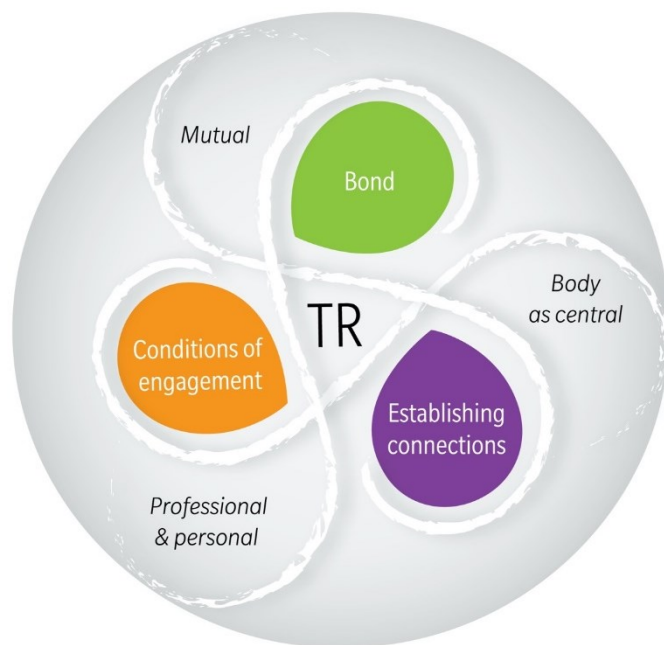 Mutual
Bond
Body
as central
TR
Conditions of
engagement
Establishing
connections
Professional
& personal